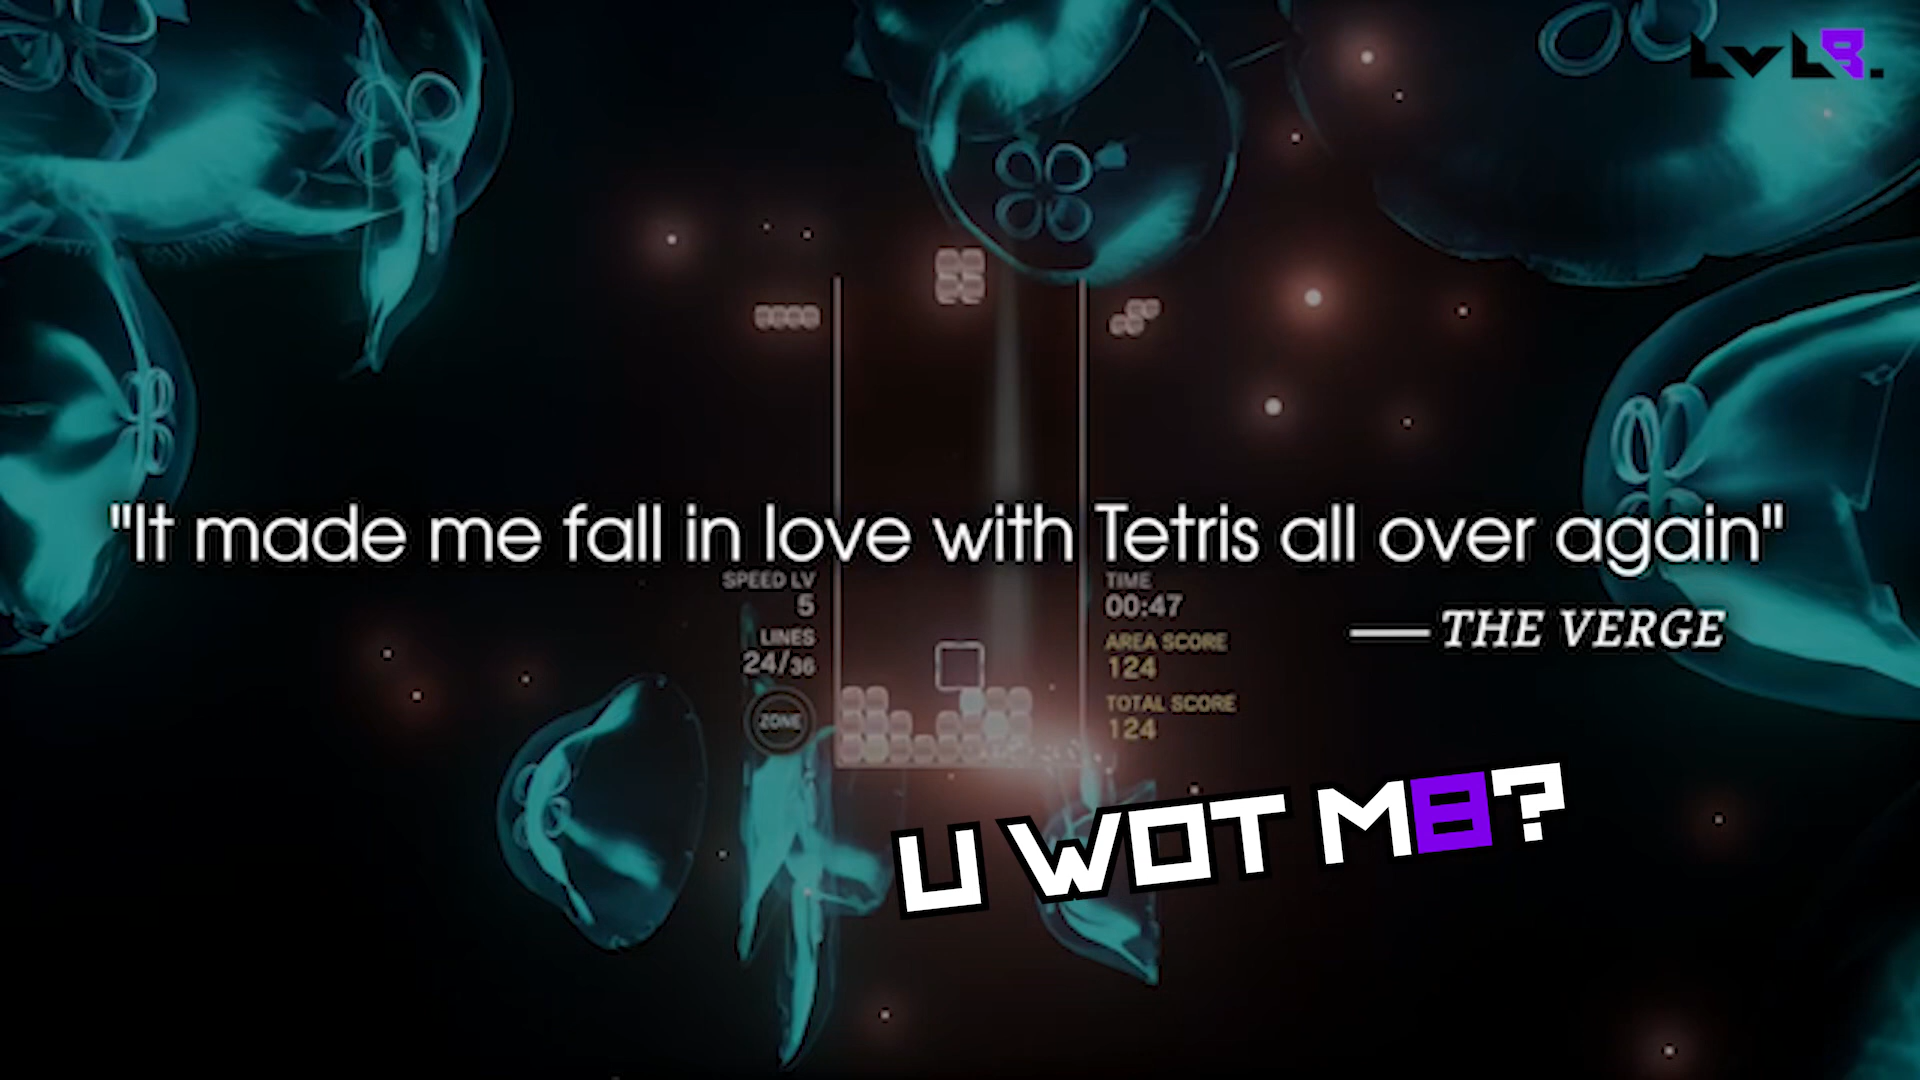 LVL8.
"It made me fall in love with Tetris all over again"
SPEED LV
5
TIME
00:47
— THE VERGE
LINES
24/36
AREA SCORE
124
ZONE
TOTAL SCORE
124
U WOT M8?